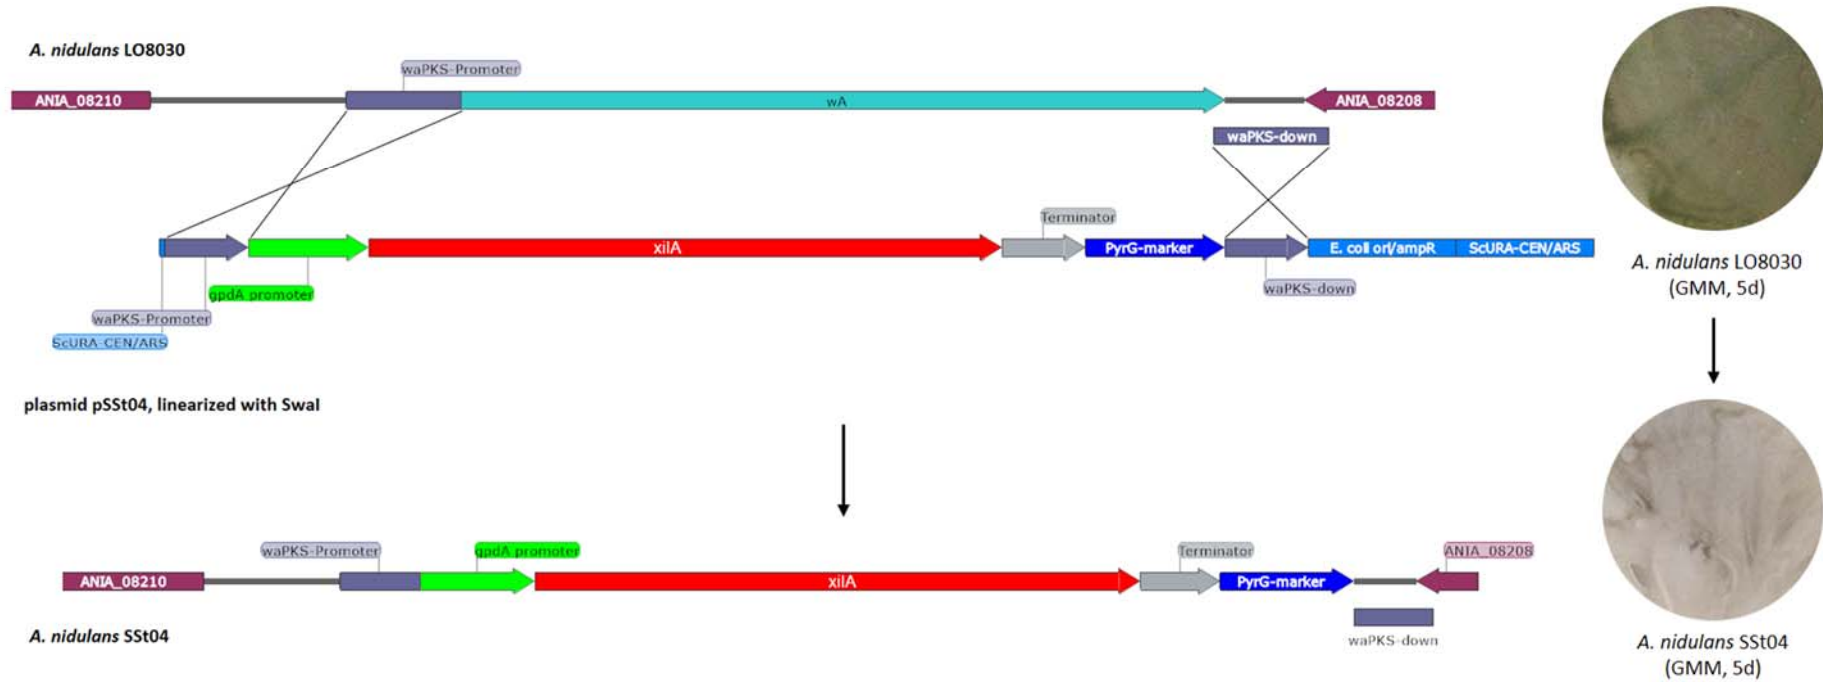 A. nidulans LO8030
waPKS-Promoter
ANIA_08210
wA
ANIA_08208
waPKS-down
Terminator
xilA
PyrG-marker
E. coli ori/ampR
ScURA-CEN/ARS
gpdA promoter
waPKS-down
waPKS-Promoter
ScURA-CEN/ARS
plasmid pSSt04, linearized with SwaI
A. nidulans LO8030
(GMM, 5d)
waPKS-Promoter
gpdA promoter
Terminator
ANIA_08208
ANIA_08210
xilA
PyrG-marker
waPKS-down
A. nidulans SSt04
A. nidulans SSt04
(GMM, 5d)